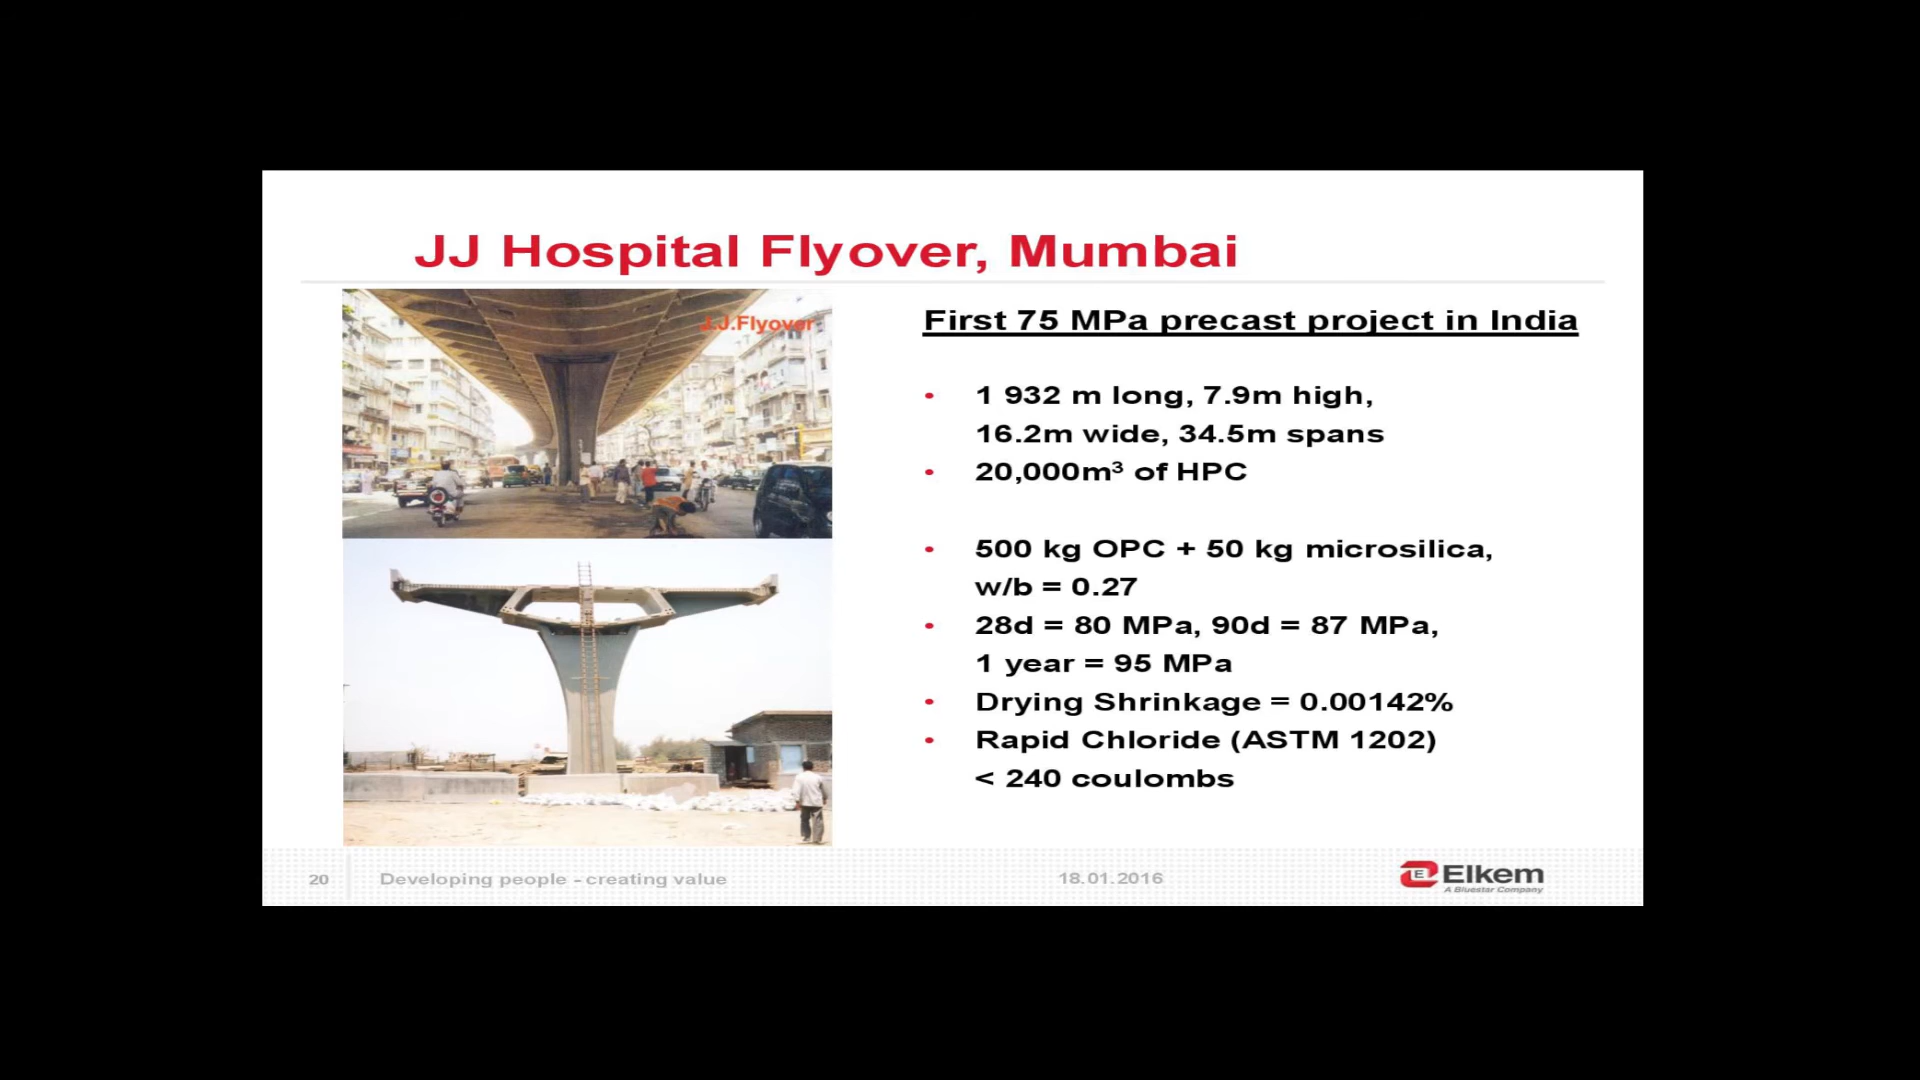 JJ Hospital Flyover, Mumbai
J.J.Flyover
First 75 MPa precast project in India
• 1 932 m long, 7.9m high,
16.2m wide, 34.5m spans
• 20,000m³ of HPC
• 500 kg OPC + 50 kg microsilica,
w/b = 0.27
• 28d = 80 MPa, 90d = 87 MPa,
1 year = 95 MPa
• Drying Shrinkage = 0.00142%
• Rapid Chloride (ASTM 1202)
< 240 coulombs
20 Developing people - creating value 18.01.2016
Elkem
A Bluestar Company